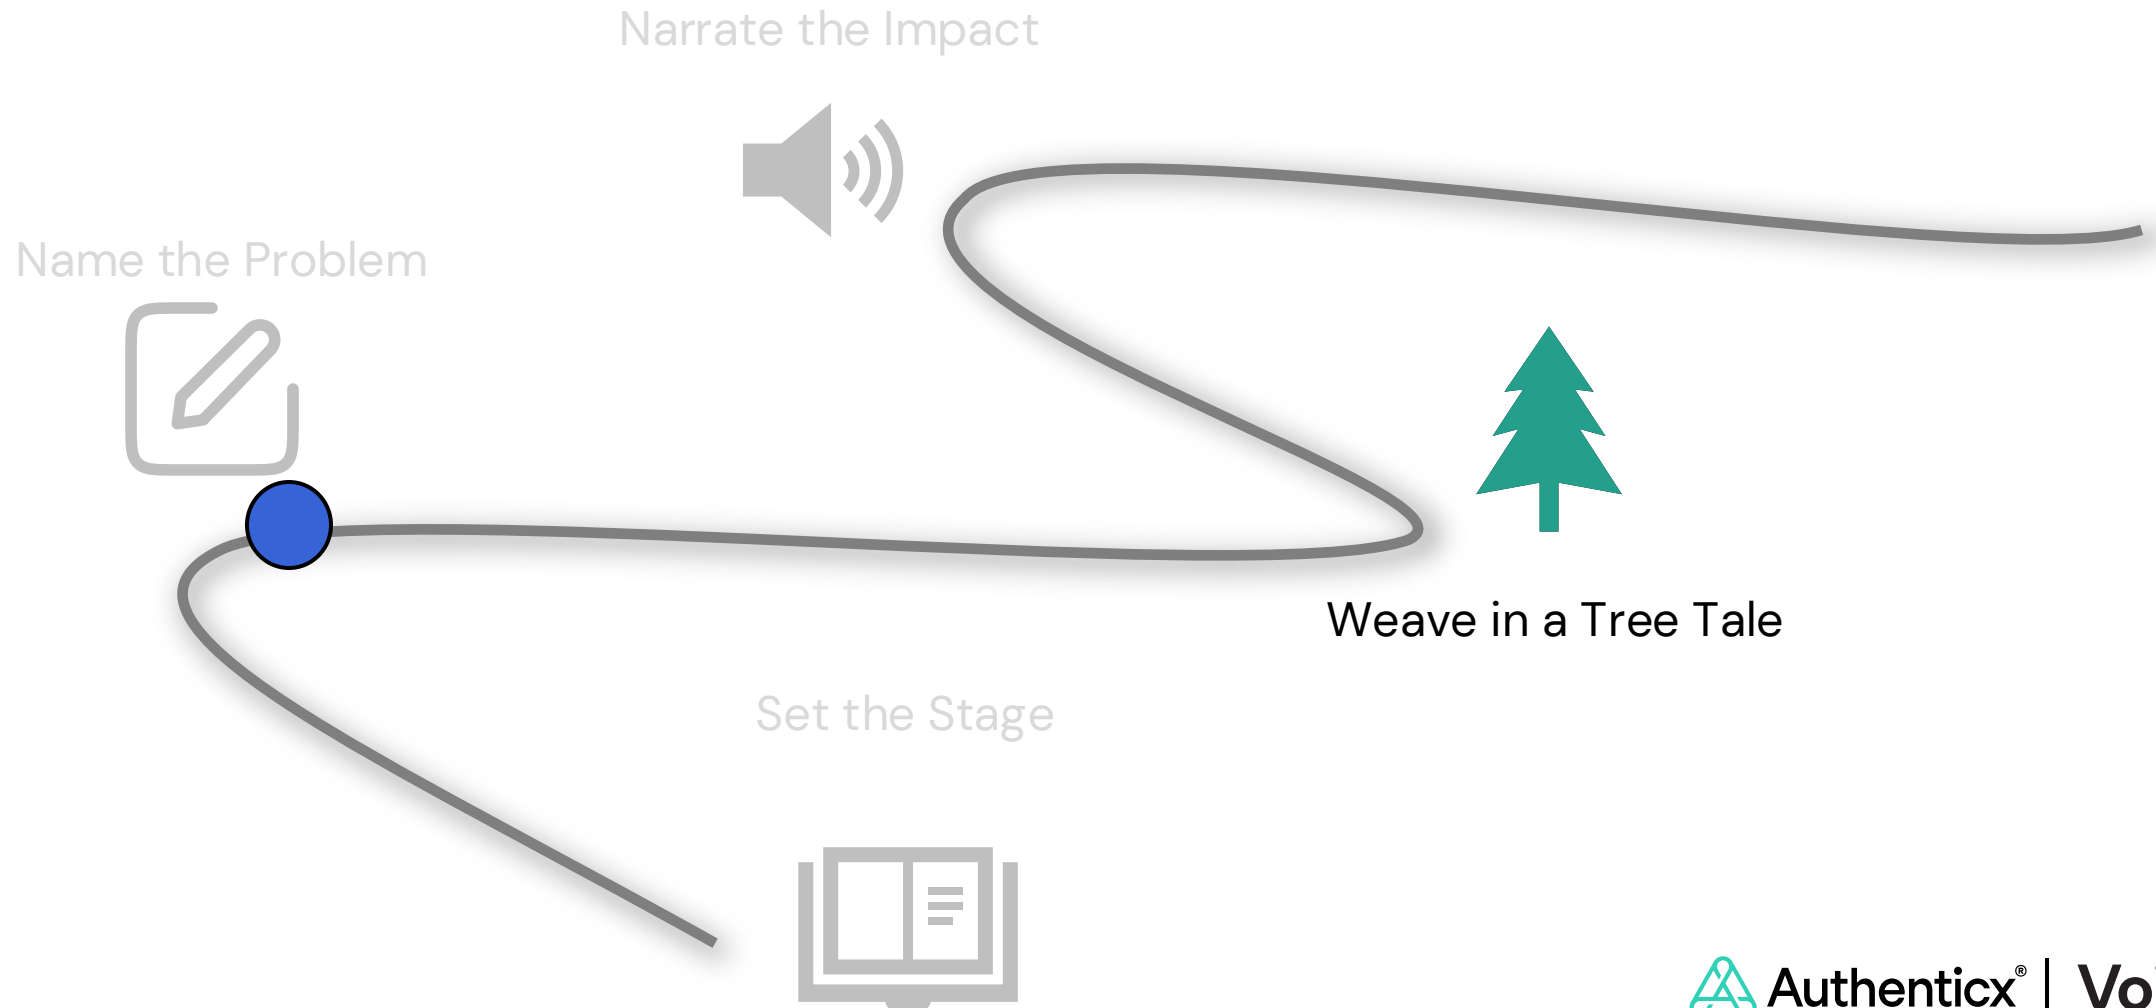 Narrate the Impact
Name the Problem
Weave in a Tree Tale
Set the Stage
Authenticx®